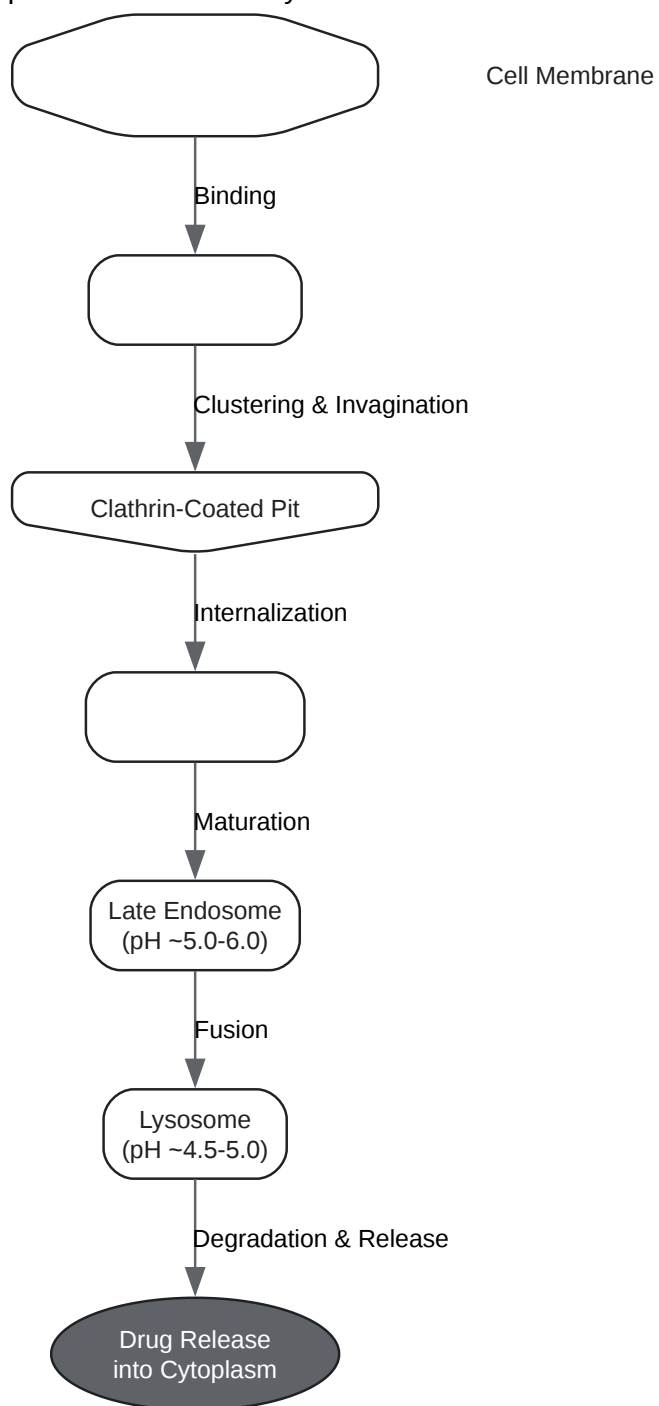 Cell Membrane
Binding
Clustering & Invagination
Clathrin-Coated Pit
Internalization
Maturation
Late Endosome
(pH ~5.0-6.0)
Fusion
Lysosome
(pH ~4.5-5.0)
Degradation & Release
Drug Release
into Cytoplasm